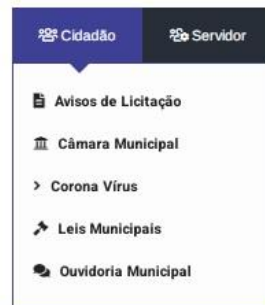 Cidadão Servidor
Avisos de Licitação
Câmara Municipal
Corona Vírus
Leis Municipais
Ouvidoria Municipal